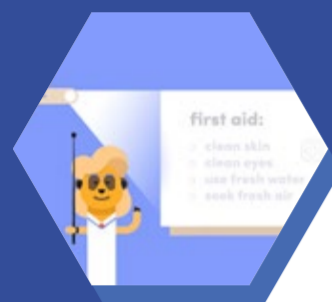 first aid:
clean skin
clean eyes
use fresh water
seek fresh air